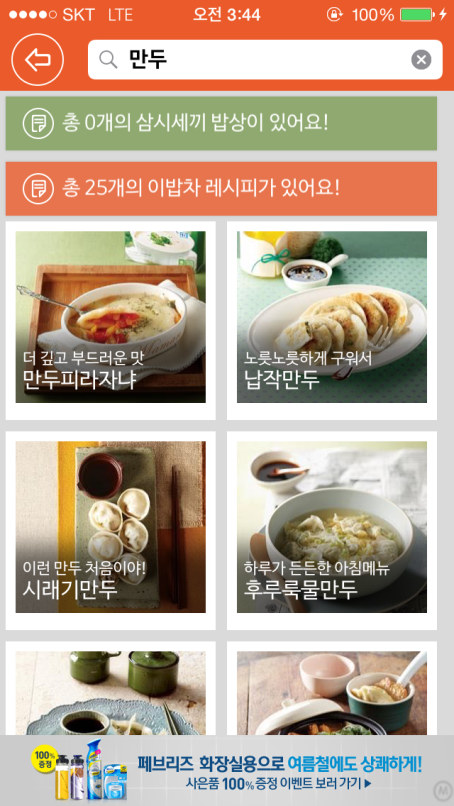 SKT LTE 오전 3:44 100%
만두
총 0개의 삼시세끼 밥상이 있어요!
총 25개의 이밥차 레시피가 있어요!
더 깊고 부드러운 맛
만두피라자냐
노릇노릇하게 구워서
납작만두
이런 만두 처음이야!
시래기만두
하루가 든든한 아침메뉴
후루룩물만두
100%
증정
페브리즈 화장실용으로 여름철에도 상쾌하게!
사은품 100% 증정 이벤트 보러 가기